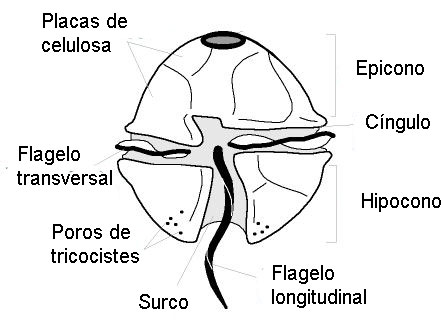 Placas de
celulosa
Epicono
Cíngulo
Flagelo
transversal
Hipocono
Poros de
tricocistes
Flagelo
longitudinal
Surco